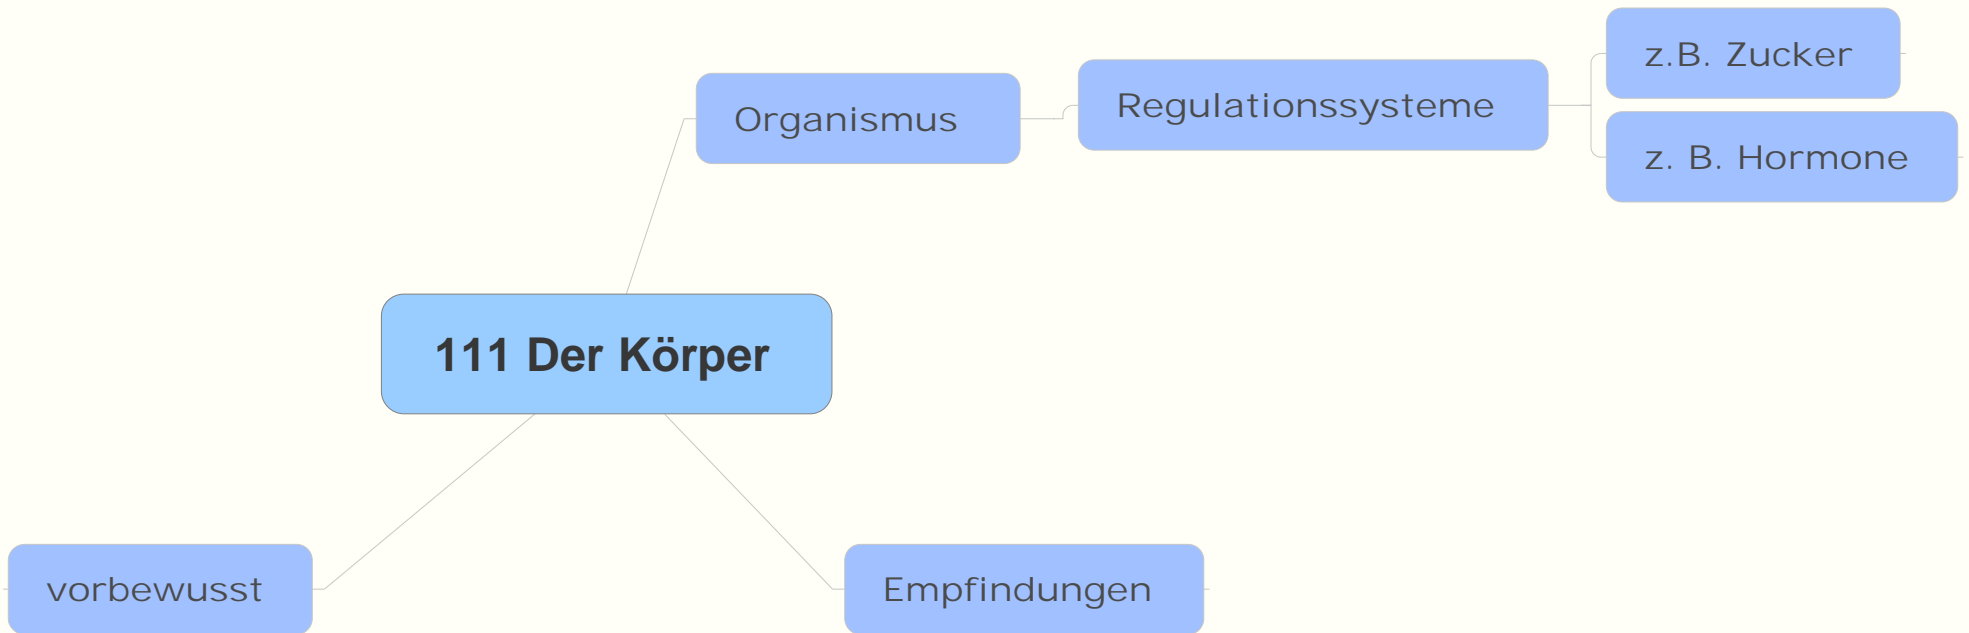 z.B. Zucker
Organismus
Regulationssysteme
z. B. Hormone
111 Der Körper
vorbewusst
Empfindungen